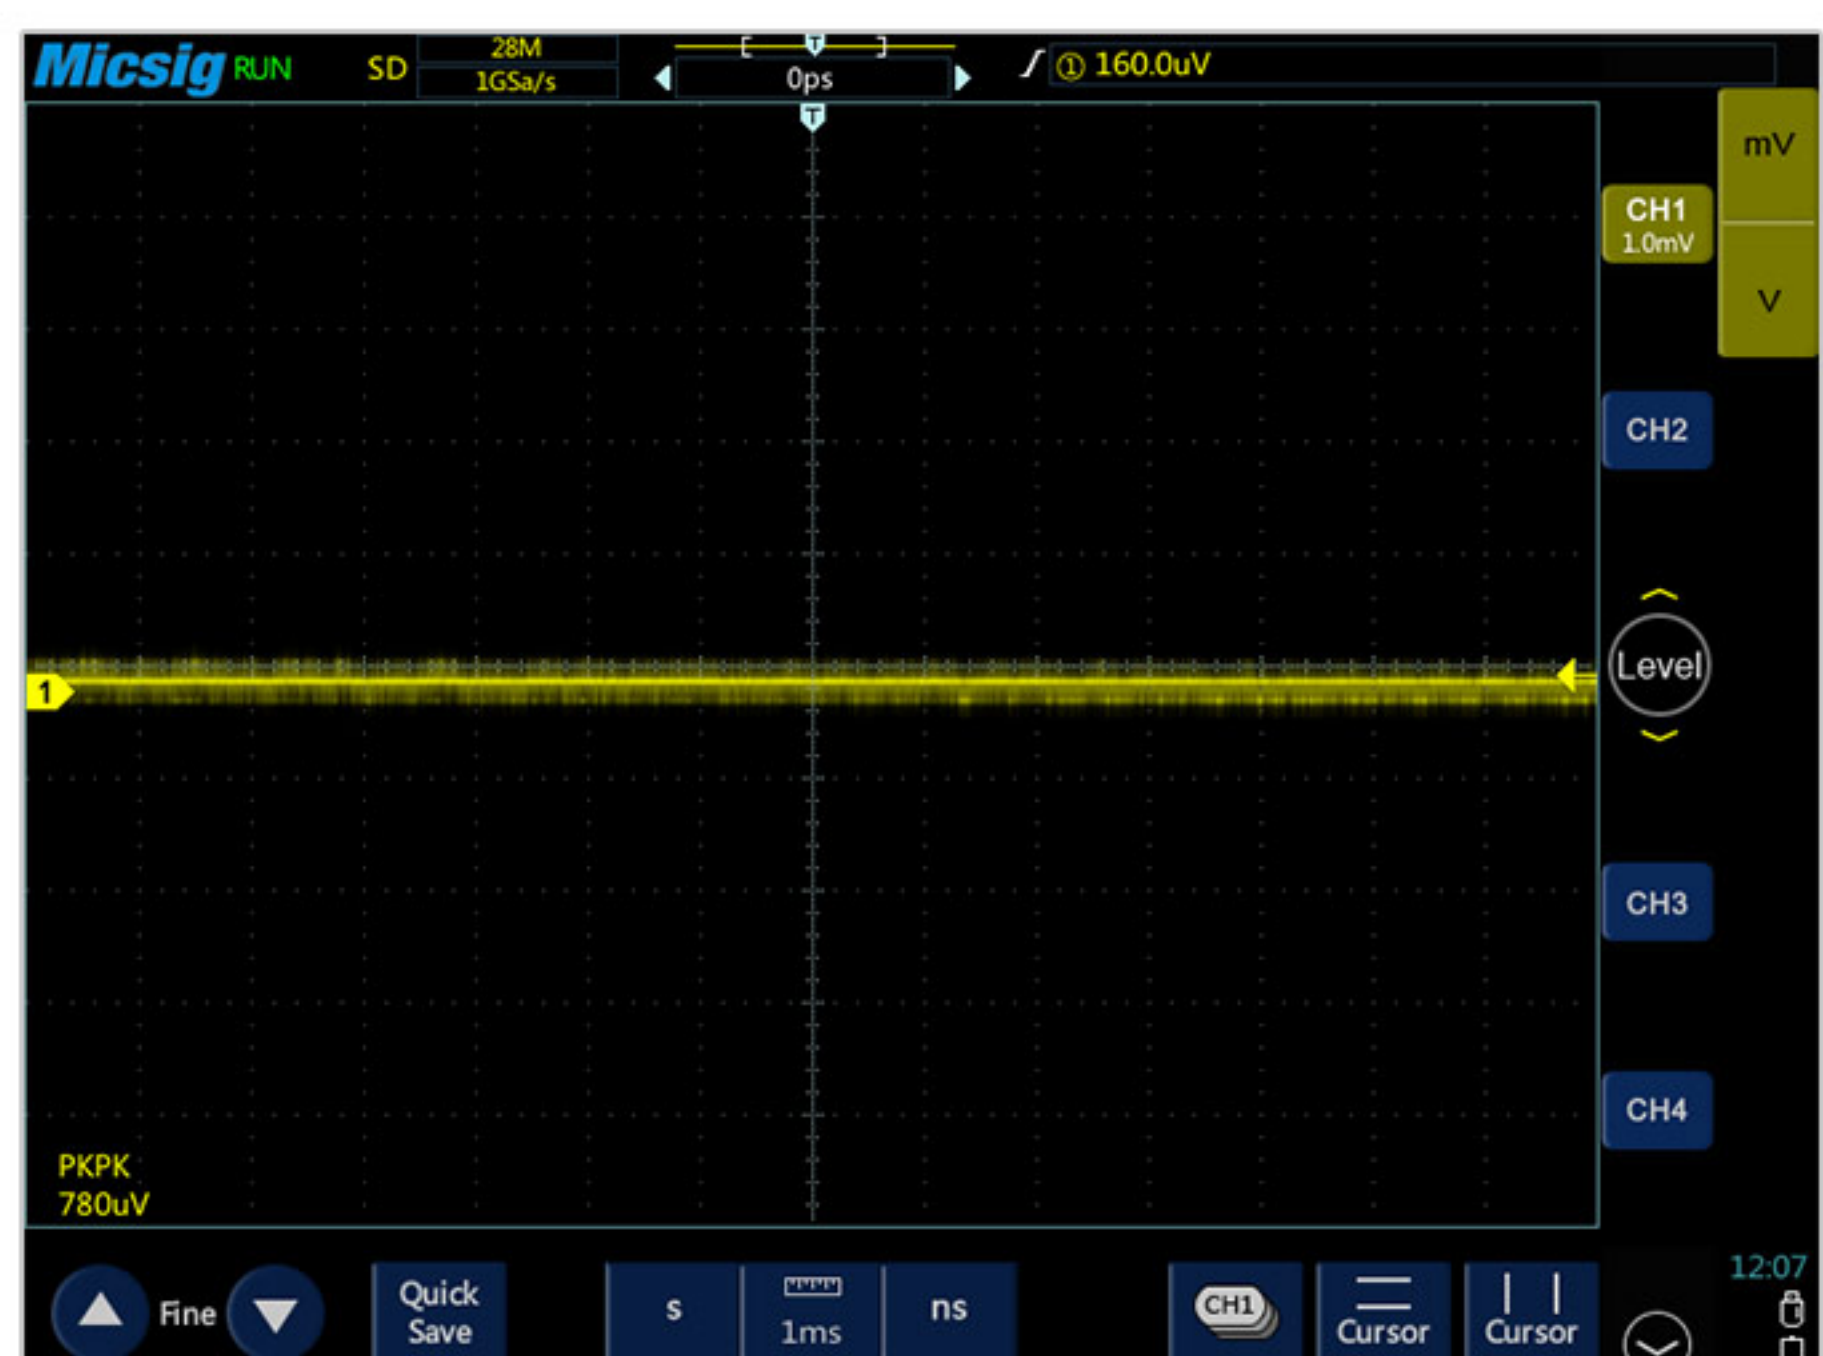 Micsig RUN SD 28M
1GSa/s
T
0ps
① 160.0uV
T
mV
CH1
1.0mV
V
CH2
Level
1
CH3
CH4
PKPK
780uV
12:07
Fine
Quick
Save
s
1ms
ns
CH1
Cursor
Cursor